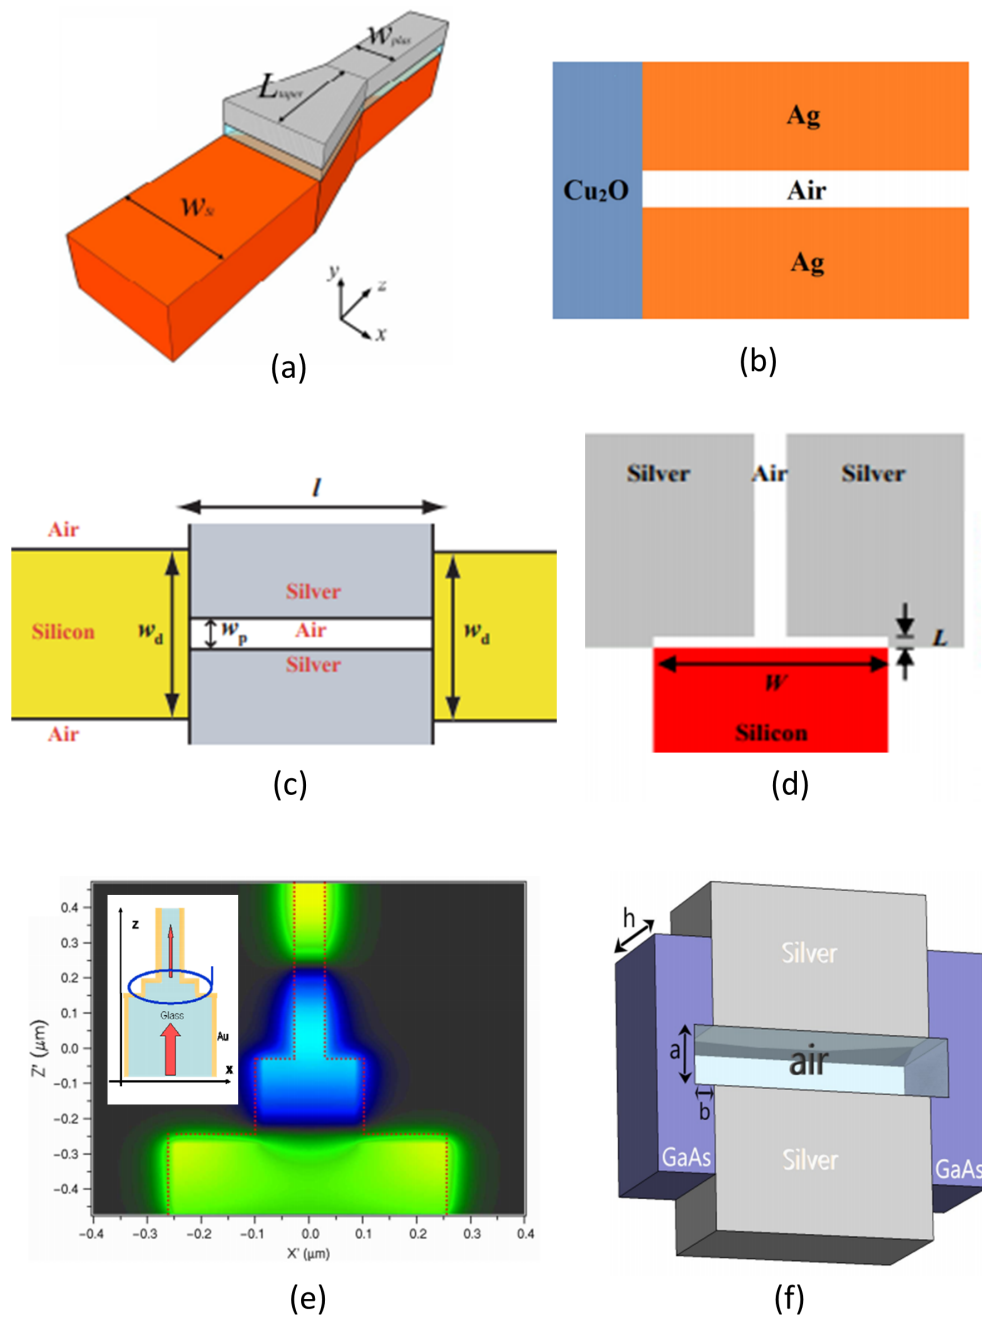 W plas
L taper
W Si
y
z
x
(a)
Ag
Cu₂O
Air
Ag
(b)
l
Air
Silver
Silicon
w_d
w_p
Air
w_d
Silver
Air
(c)
Silver
Air
Silver
L
W
Silicon
(d)
Z' (μm)
0.4
0.3
0.2
0.1
0.0
−0.1
−0.2
−0.3
−0.4
z
Glass
Au
x
−0.4
−0.3
−0.2
−0.1
0.0
0.1
0.2
0.3
0.4
X' (μm)
(e)
h
Silver
a
air
b
GaAs
Silver
GaAs
(f)